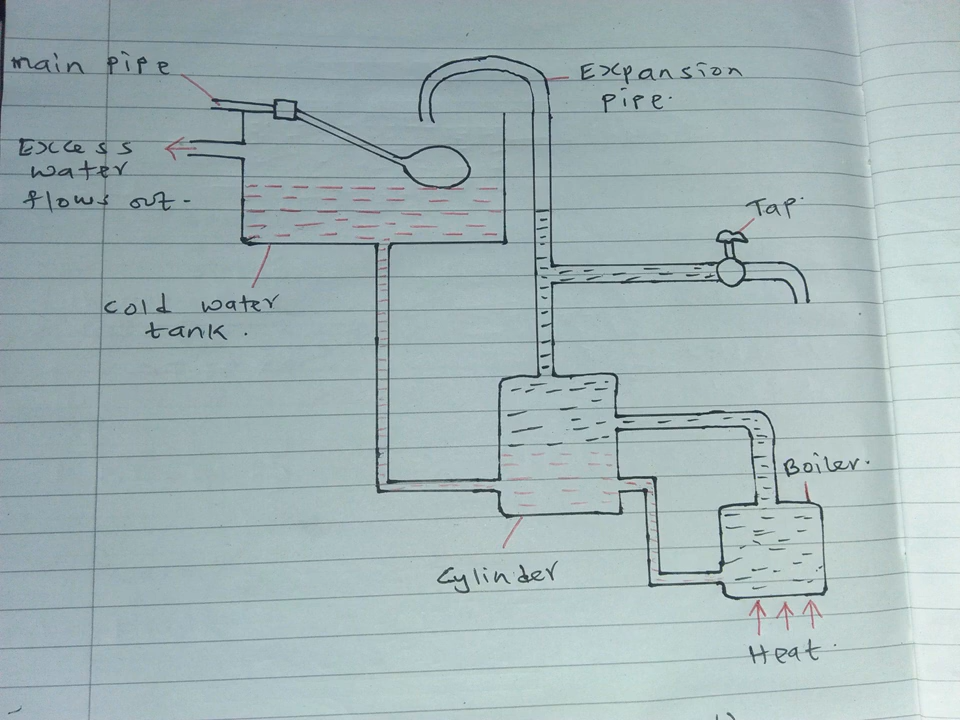 main pipe
Expansion
pipe.
Excess
water
flows out.
Tap.
Cold water
tank.
Boiler.
Cylinder
Heat.